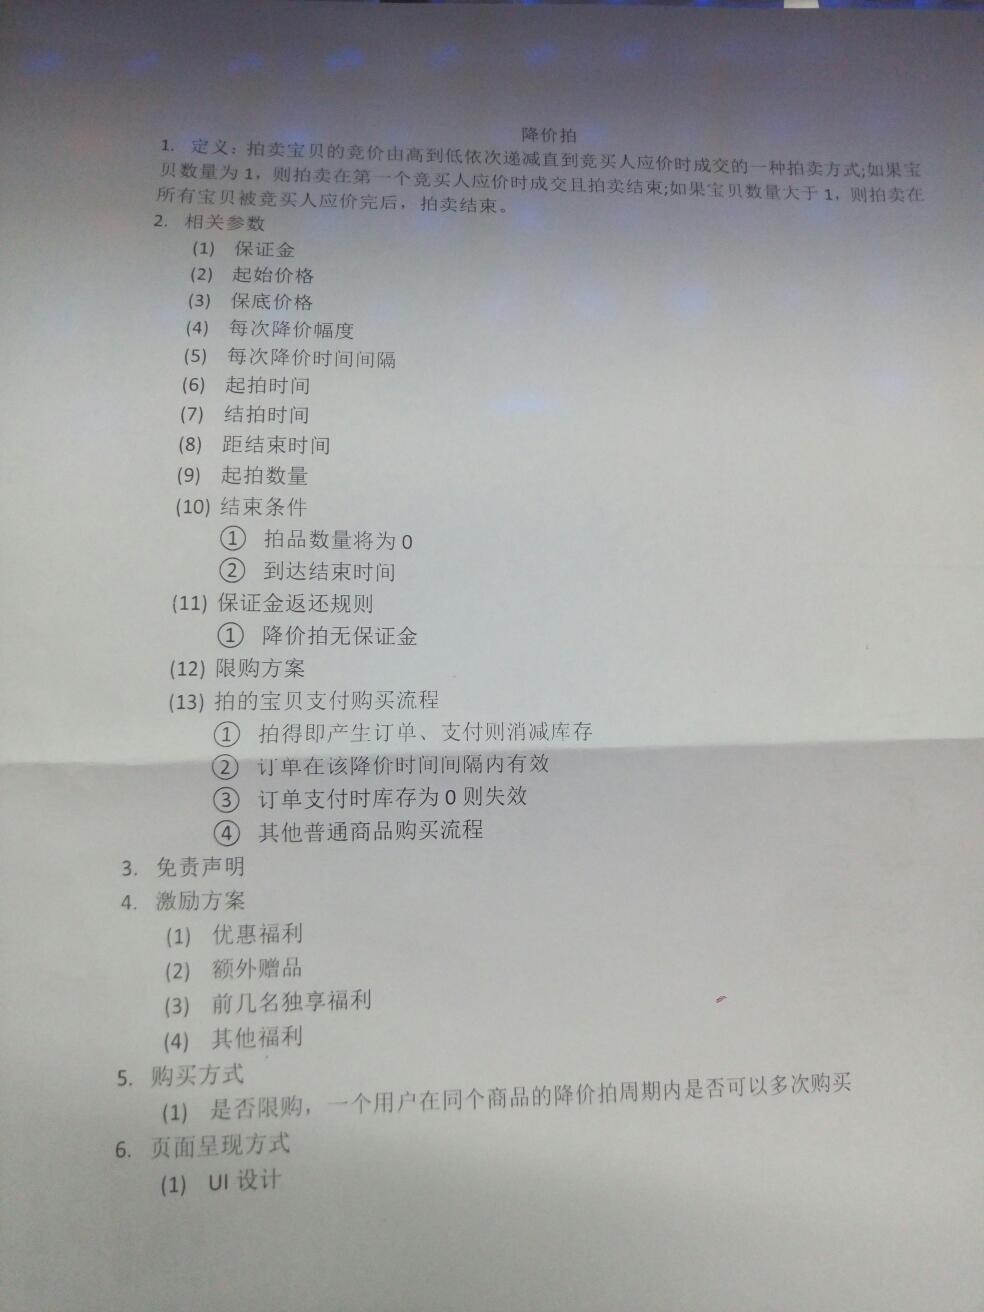 降价拍
1. 定义：拍卖宝贝的竞价由高到低依次递减直到竞买人应价时成交的一种拍卖方式;如果宝
贝数量为 1，则拍卖在第一个竞买人应价时成交且拍卖结束;如果宝贝数量大于 1，则拍卖在
所有宝贝被竞买人应价完后，拍卖结束。
2. 相关参数
(1) 保证金
(2) 起始价格
(3) 保底价格
(4) 每次降价幅度
(5) 每次降价时间间隔
(6) 起拍时间
(7) 结拍时间
(8) 距结束时间
(9) 起拍数量
(10) 结束条件
① 拍品数量将为 0
② 到达结束时间
(11) 保证金返还规则
① 降价拍无保证金
(12) 限购方案
(13) 拍的宝贝支付购买流程
① 拍得即产生订单、支付则消减库存
② 订单在该降价时间间隔内有效
③ 订单支付时库存为 0 则失效
④ 其他普通商品购买流程
3. 免责声明
4. 激励方案
(1) 优惠福利
(2) 额外赠品
(3) 前几名独享福利
(4) 其他福利
5. 购买方式
(1) 是否限购，一个用户在同个商品的降价拍周期内是否可以多次购买
6. 页面呈现方式
(1) UI 设计